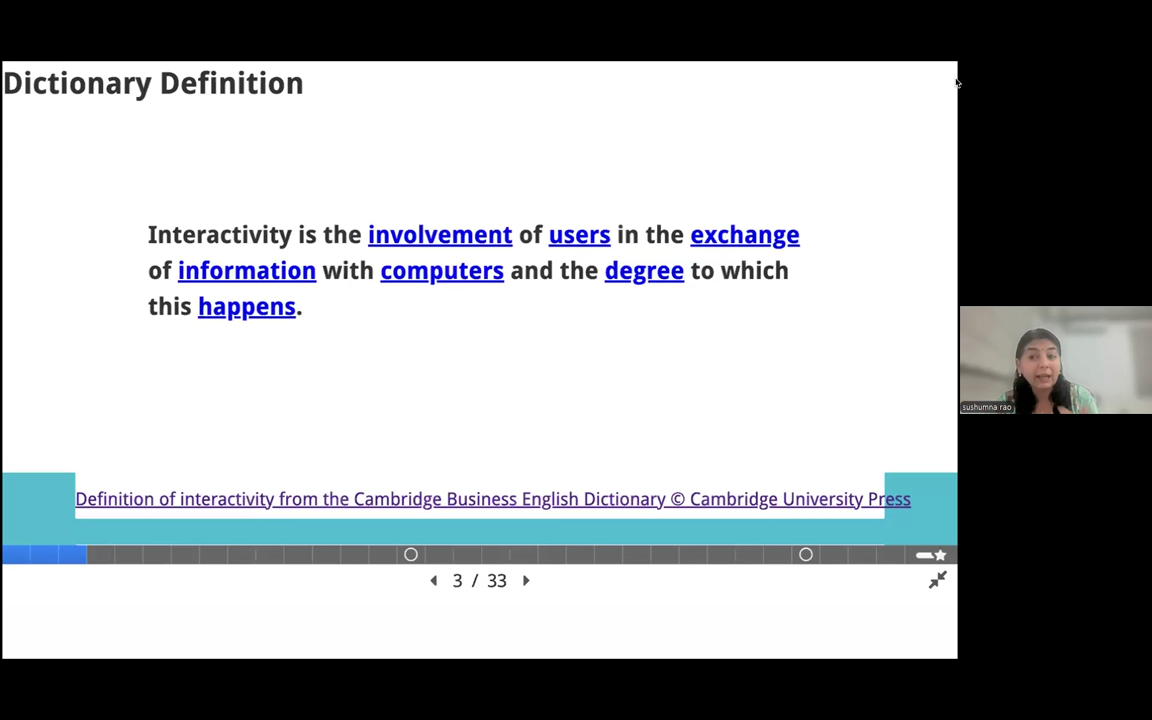 Dictionary Definition
Interactivity is the involvement of users in the exchange
of information with computers and the degree to which
this happens.
sushumna rao
Definition of interactivity from the Cambridge Business English Dictionary © Cambridge University Press
3 / 33